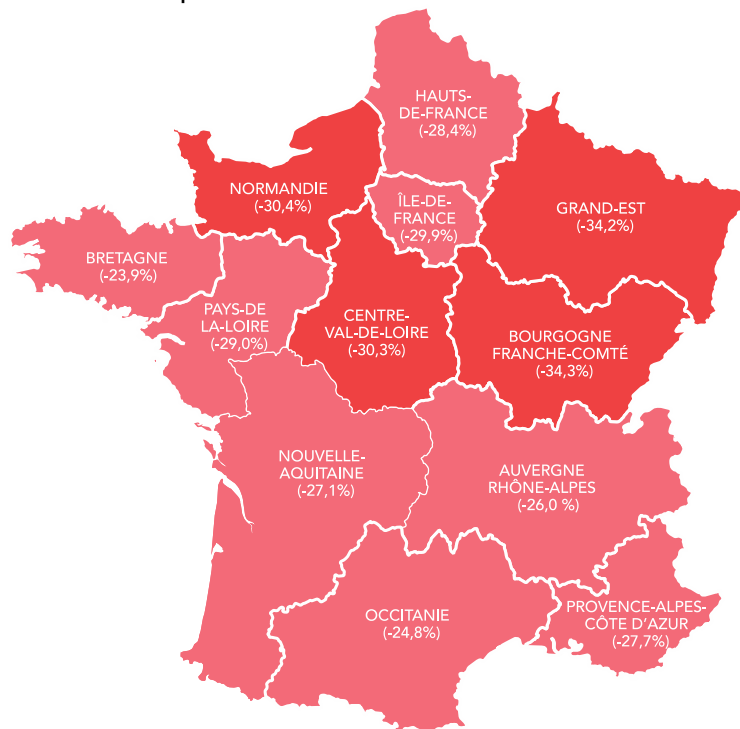 HAUTS-
DE-FRANCE
(-28,4%)
NORMANDIE
(-30,4%)
ÎLE-DE-
FRANCE
(-29,9%)
GRAND-EST
(-34,2%)
BRETAGNE
(-23,9%)
PAYS-DE
LA-LOIRE
(-29,0%)
CENTRE-
VAL-DE-LOIRE
(-30,3%)
BOURGOGNE
FRANCHE-COMTÉ
(-34,3%)
NOUVELLE-
AQUITAINE
(-27,1%)
AUVERGNE
RHÔNE-ALPES
(-26,0 %)
OCCITANIE
(-24,8%)
PROVENCE-ALPES-
CÔTE D'AZUR
(-27,7%)